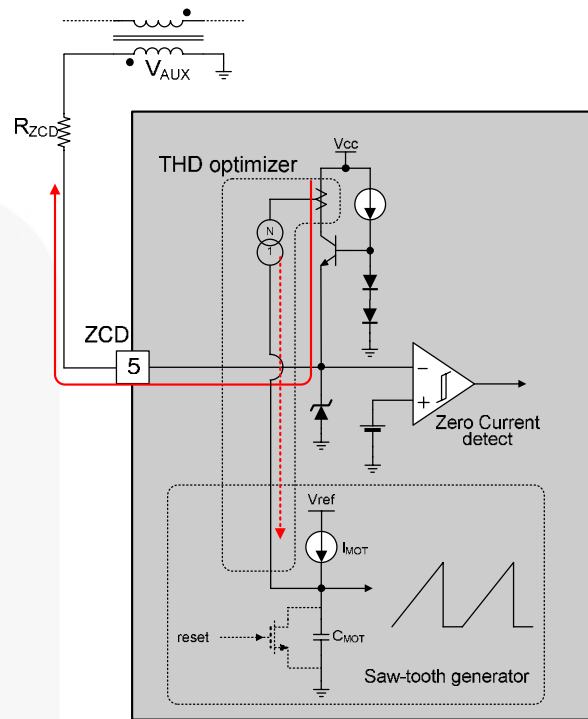 VAUX
RZCD
THD optimizer
Vcc
N
1
ZCD
5
−
+
Zero Current
detect
Vref
IMOT
reset
CMOT
Saw-tooth generator